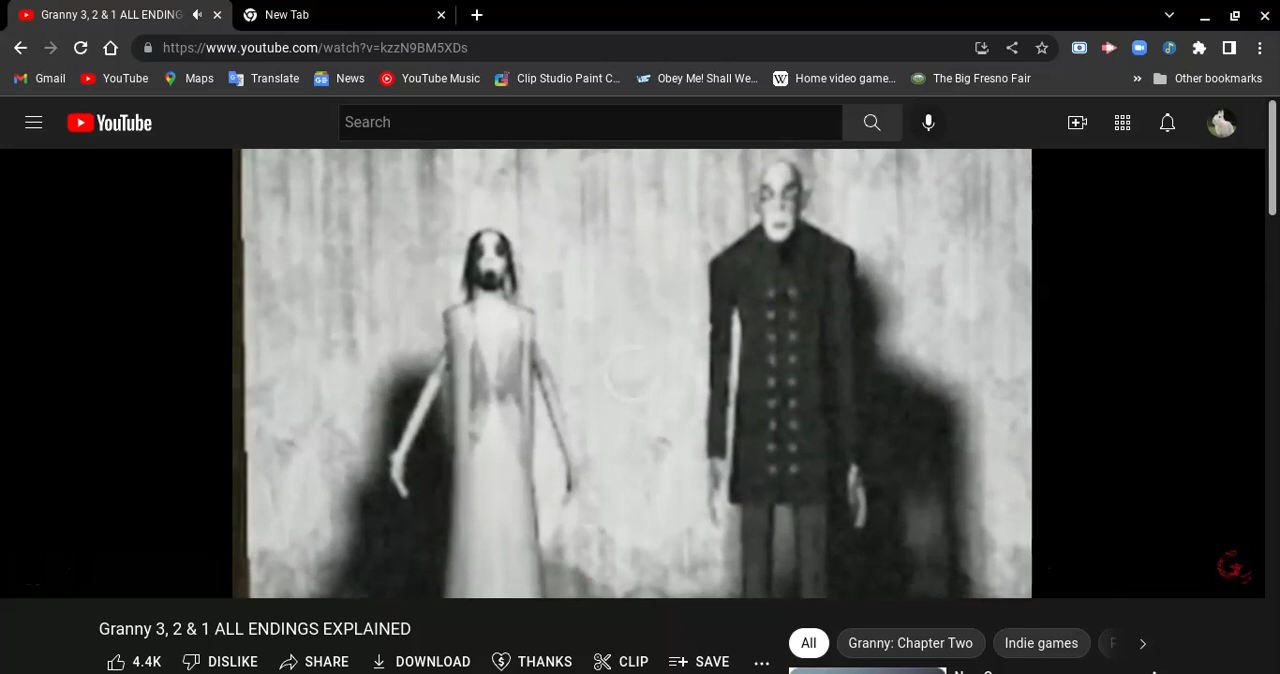 Granny 3, 2 & 1 ALL ENDING
New Tab
https://www.youtube.com/watch?v=kzzN9BM5XDs
Gmail YouTube Maps Translate News YouTube Music Clip Studio Paint C... Obey Me! Shall We... Home video game... The Big Fresno Fair » Other bookmarks
YouTube
Search
Granny 3, 2 & 1 ALL ENDINGS EXPLAINED
4.4K DISLIKE SHARE DOWNLOAD THANKS CLIP SAVE ...
All Granny: Chapter Two Indie games